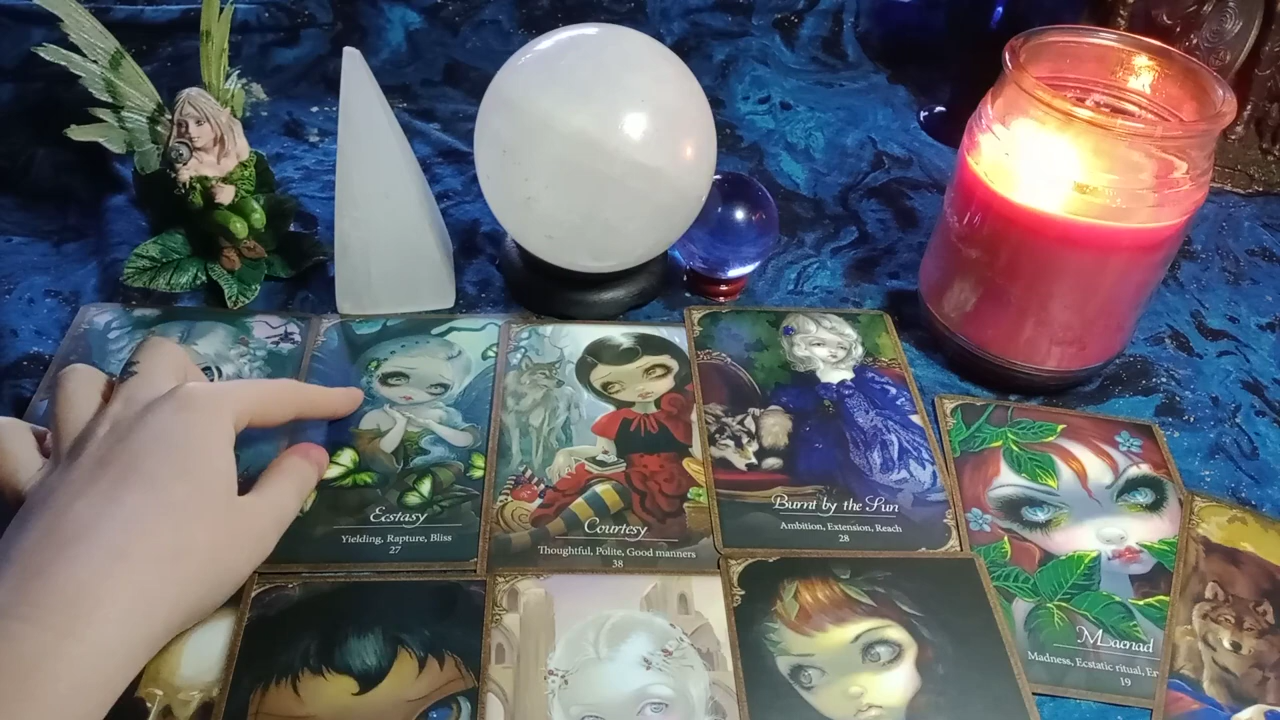 Ecstasy
Yielding, Rapture, Bliss
27
Courtesy
Thoughtful, Polite, Good manners
38
Burnt by the Sun
Ambition, Extension, Reach
28
Maenad
Madness, Ecstatic ritual,
19